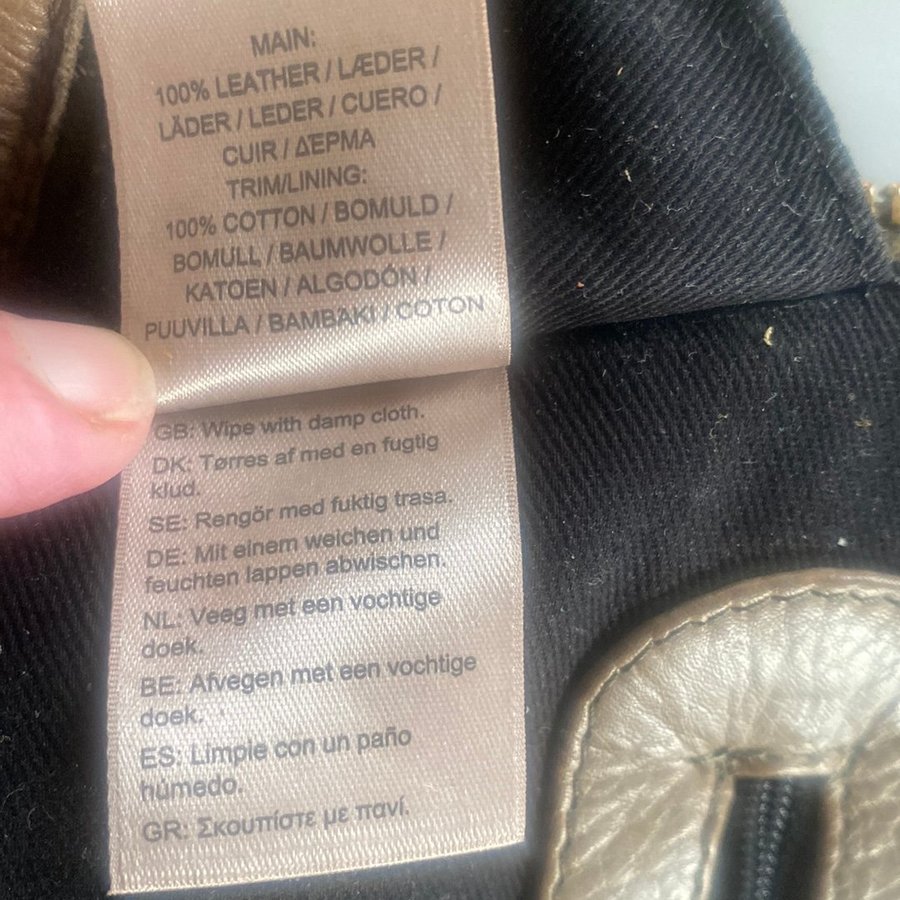 MAIN:
100% LEATHER / LÆDER /
LÄDER / LEDER / CUERO /
CUIR / ΔΈΡΜΑ
TRIM/LINING:
100% COTTON / BOMULD /
BOMULL / BAUMWOLLE /
KATOEN / ALGODÓN /
PUUVILLA / BAMBAKI / COTON
GB: Wipe with damp cloth.
DK: Tørres af med en fugtig
klud.
SE: Rengör med fuktig trasa.
DE: Mit einem weichen und
feuchten lappen abwischen.
NL: Veeg met een vochtige
doek.
BE: Afvegen met een vochtige
doek.
ES: Limpie con un paño
húmedo.
GR: Σκουπίστε με πανί.